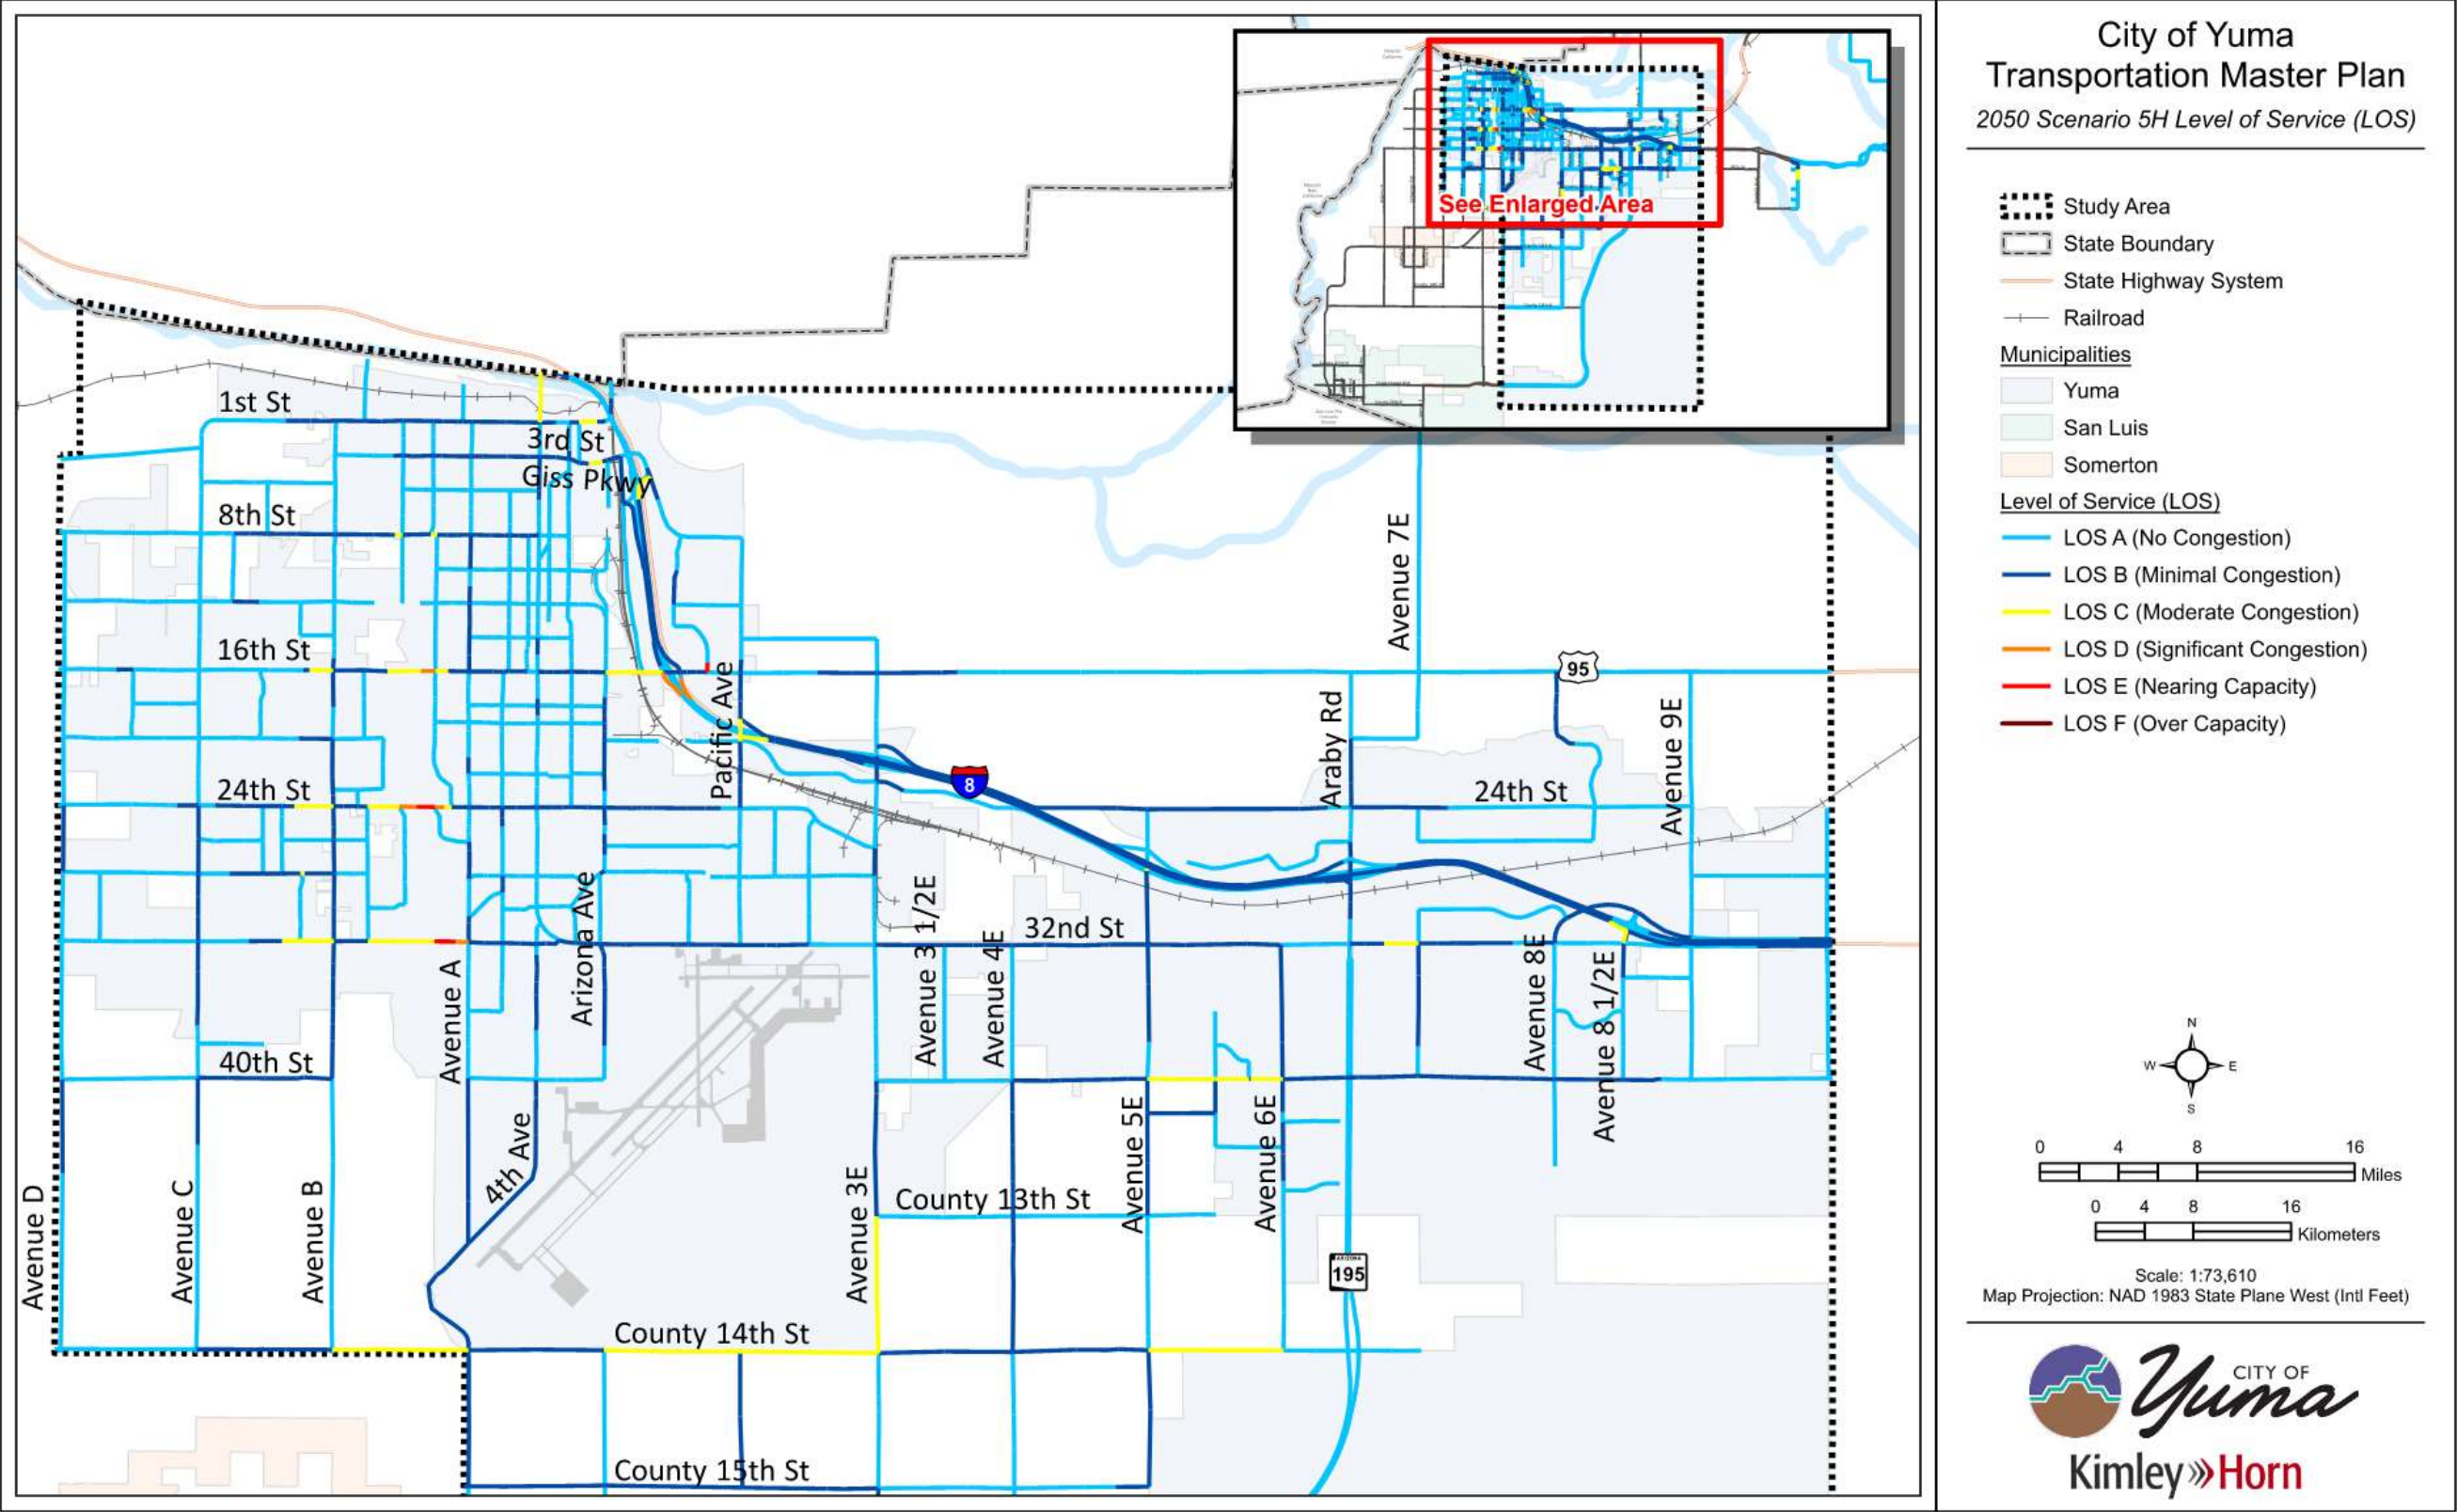 City of Yuma
Transportation Master Plan
2050 Scenario 5H Level of Service (LOS)
Study Area
State Boundary
State Highway System
Railroad
Municipalities
Yuma
San Luis
Somerton
Level of Service (LOS)
LOS A (No Congestion)
LOS B (Minimal Congestion)
LOS C (Moderate Congestion)
LOS D (Significant Congestion)
LOS E (Nearing Capacity)
LOS F (Over Capacity)
N
W
E
S
0 4 8 16
Miles
0 4 8 16
Kilometers
Scale: 1:73,610
Map Projection: NAD 1983 State Plane West (Intl Feet)
CITY OF
Yuma
Kimley»Horn
See Enlarged Area
1st St
3rd St
Giss Pkwy
8th St
16th St
24th St
40th St
Avenue D
Avenue C
Avenue B
Avenue A
4th Ave
Arizona Ave
Pacific Ave
Avenue 3E
Avenue 3 1/2E
Avenue 4E
Avenue 5E
Avenue 6E
Araby Rd
Avenue 7E
Avenue 8E
Avenue 8 1/2E
Avenue 9E
95
8
24th St
32nd St
County 13th St
ARIZONA
195
County 14th St
County 15th St